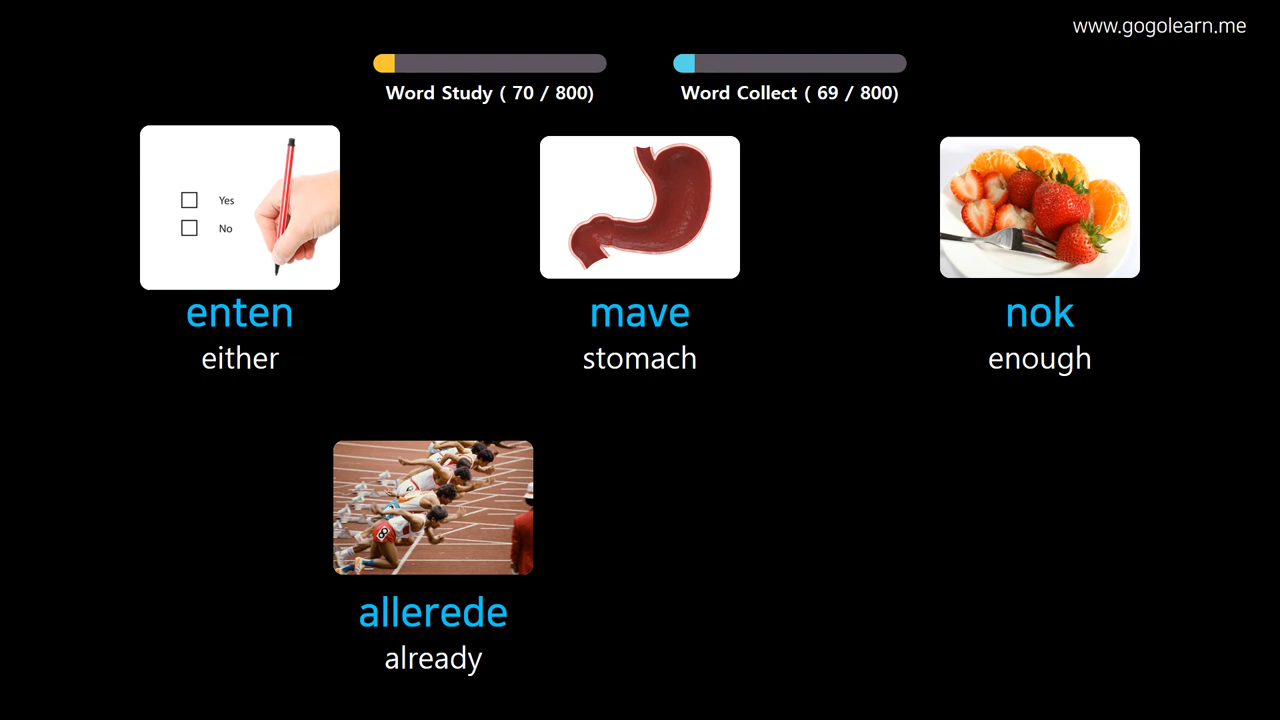 www.gogolearn.me
Word Study ( 70 / 800)
Word Collect ( 69 / 800)
Yes
No
enten
either
mave
stomach
nok
enough
8
allerede
already